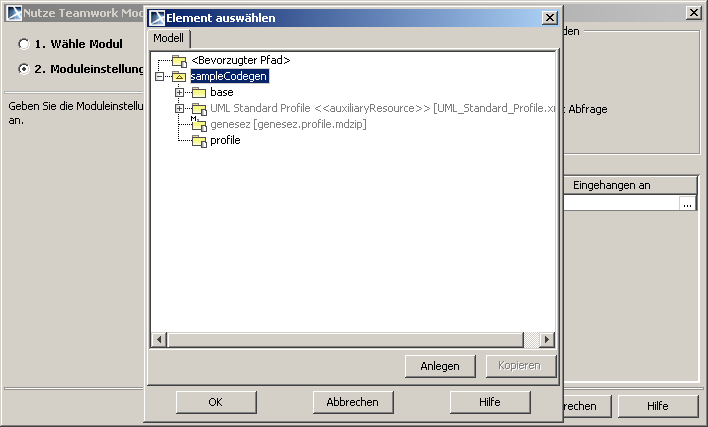 Nutze Teamwork Mod
Element auswählen
1. Wähle Modul
2. Moduleinstellung
Geben Sie die Moduleinstellu
an.
Modell
<Bevorzugter Pfad>
sampleCodegen
base
UML Standard Profile <<auxiliaryResource>> [UML_Standard_Profile.xm
genesez [genesez.profile.mdzip]
profile
den
Abfrage
Eingehangen an
...
Anlegen
Kopieren
OK
Abbrechen
Hilfe
rechen
Hilfe